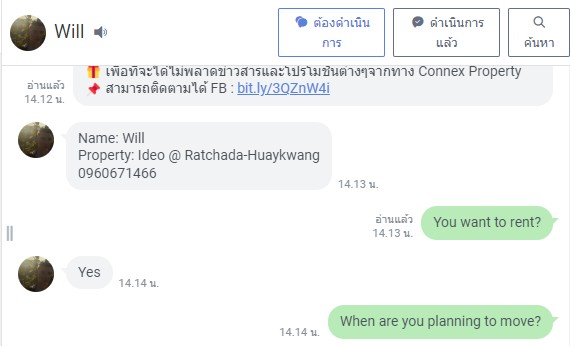 Will
ต้องดำเนินการ
ดำเนินการแล้ว
ค้นหา
🎁 เพื่อที่จะได้ไม่พลาดข่าวสารและโปรโมชั่นต่างๆจากทาง Connex Property
📌 สามารถติดตามได้ FB : bit.ly/3QZnW4i
อ่านแล้ว
14.12 น.
Name: Will
Property: Ideo @ Ratchada-Huaykwang
0960671466
14.13 น.
อ่านแล้ว
14.13 น.
You want to rent?
Yes
14.14 น.
14.14 น.
When are you planning to move?